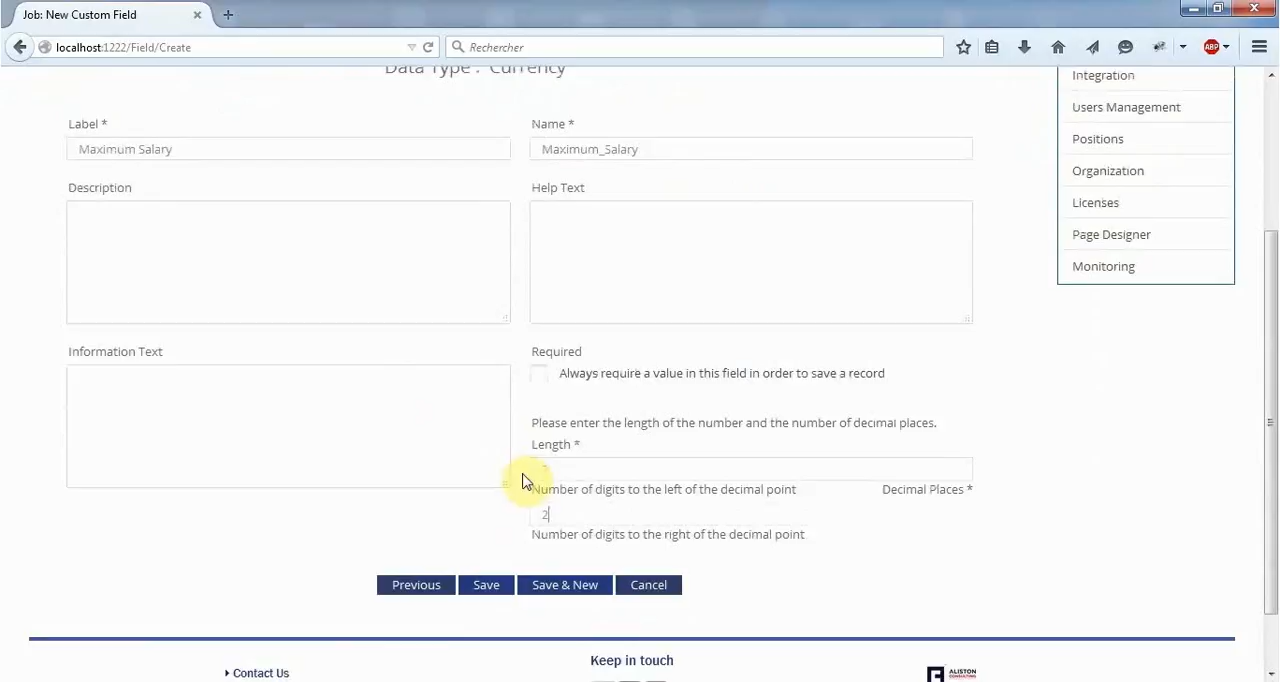 Job: New Custom Field
localhost:1222/Field/Create
Rechercher
ABP
Data Type : Currency
Integration
Users Management
Positions
Organization
Licenses
Page Designer
Monitoring
Label *
Name *
Maximum Salary
Maximum_Salary
Description
Help Text
Information Text
Required
Always require a value in this field in order to save a record
Please enter the length of the number and the number of decimal places.
Length *
Number of digits to the left of the decimal point
Decimal Places *
2
Number of digits to the right of the decimal point
Previous
Save
Save & New
Cancel
Keep in touch
Contact Us
ALISTON
CONSULTING